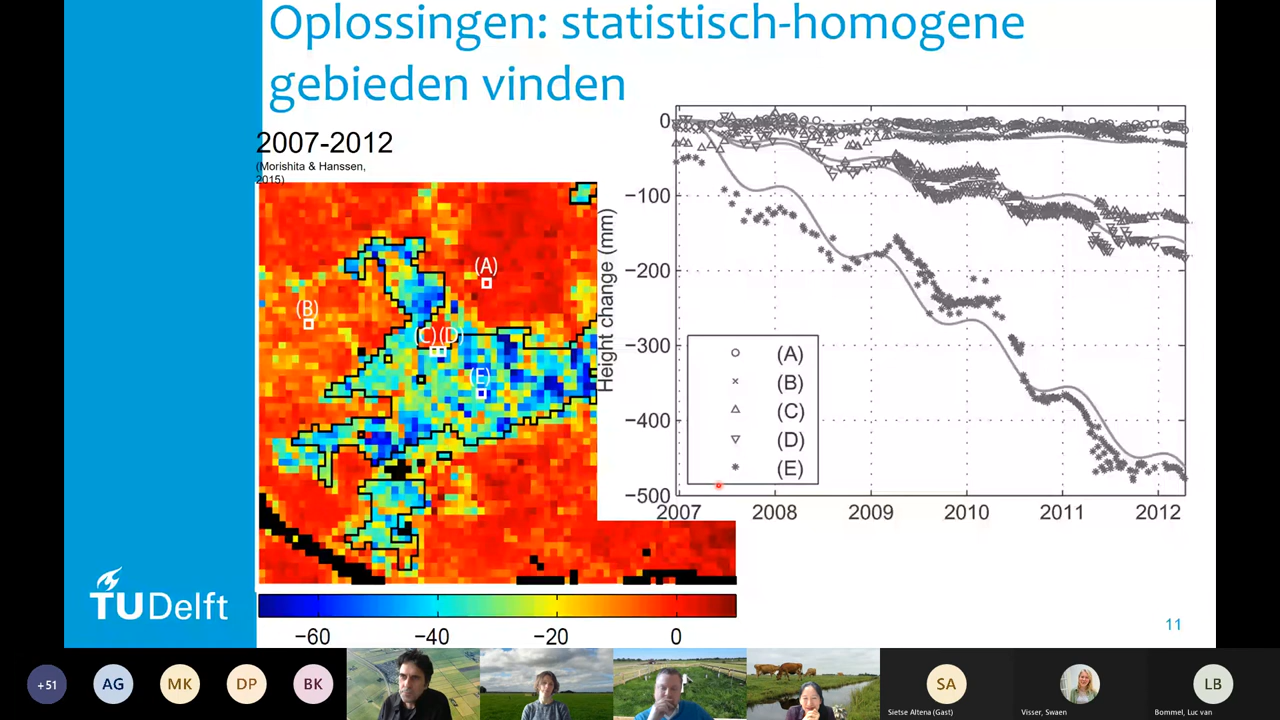 Oplossingen: statistisch-homogene
gebieden vinden
2007-2012
(Morishita & Hanssen,
2015)
(A)
(B)
(C)
(D)
(E)
−60
−40
−20
0
Height change (mm)
0
−100
−200
−300
−400
−500
2007
2008
2009
2010
2011
2012
(A)
(B)
(C)
(D)
(E)
TU Delft
11
+51
AG
MK
DP
BK
SA
Sietse Altena (Gast)
Visser, Swaen
LB
Bommel, Luc van